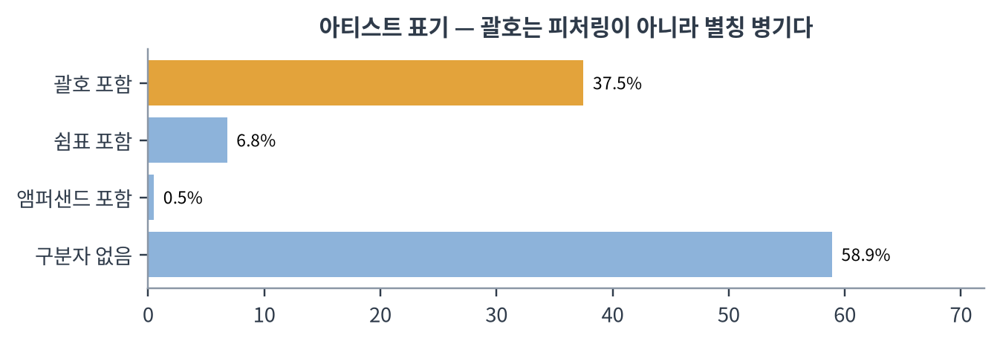 아티스트 표기 — 괄호는 피처링이 아니라 별칭 병기다
괄호 포함
37.5%
쉼표 포함
6.8%
앰퍼샌드 포함
0.5%
구분자 없음
58.9%
0 10 20 30 40 50 60 70